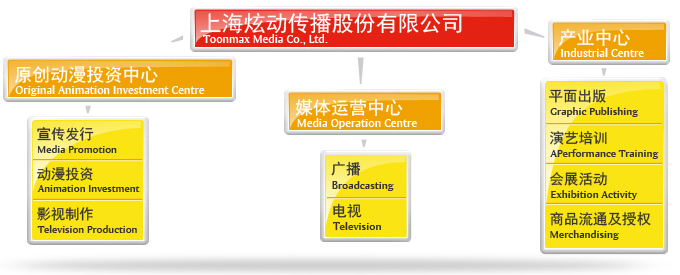 上海炫动传播股份有限公司
Toonmax Media Co., Ltd.
原创动漫投资中心
Original Animation Investment Centre
宣传发行
Media Promotion
动漫投资
Animation Investment
影视制作
Television Production
媒体运营中心
Media Operation Centre
广播
Broadcasting
电视
Television
产业中心
Industrial Centre
平面出版
Graphic Publishing
演艺培训
APerformance Training
会展活动
Exhibition Activity
商品流通及授权
Merchandising